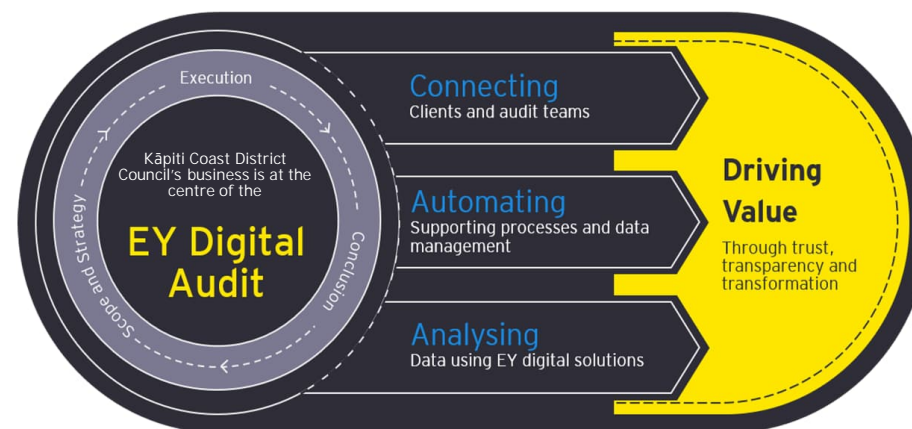 Execution
Scope and Strategy
Conclusion
Kāpiti Coast District
Council's business is at the
centre of the
EY Digital
Audit
Connecting
Clients and audit teams
Automating
Supporting processes and data
management
Analysing
Data using EY digital solutions
Driving
Value
Through trust,
transparency and
transformation